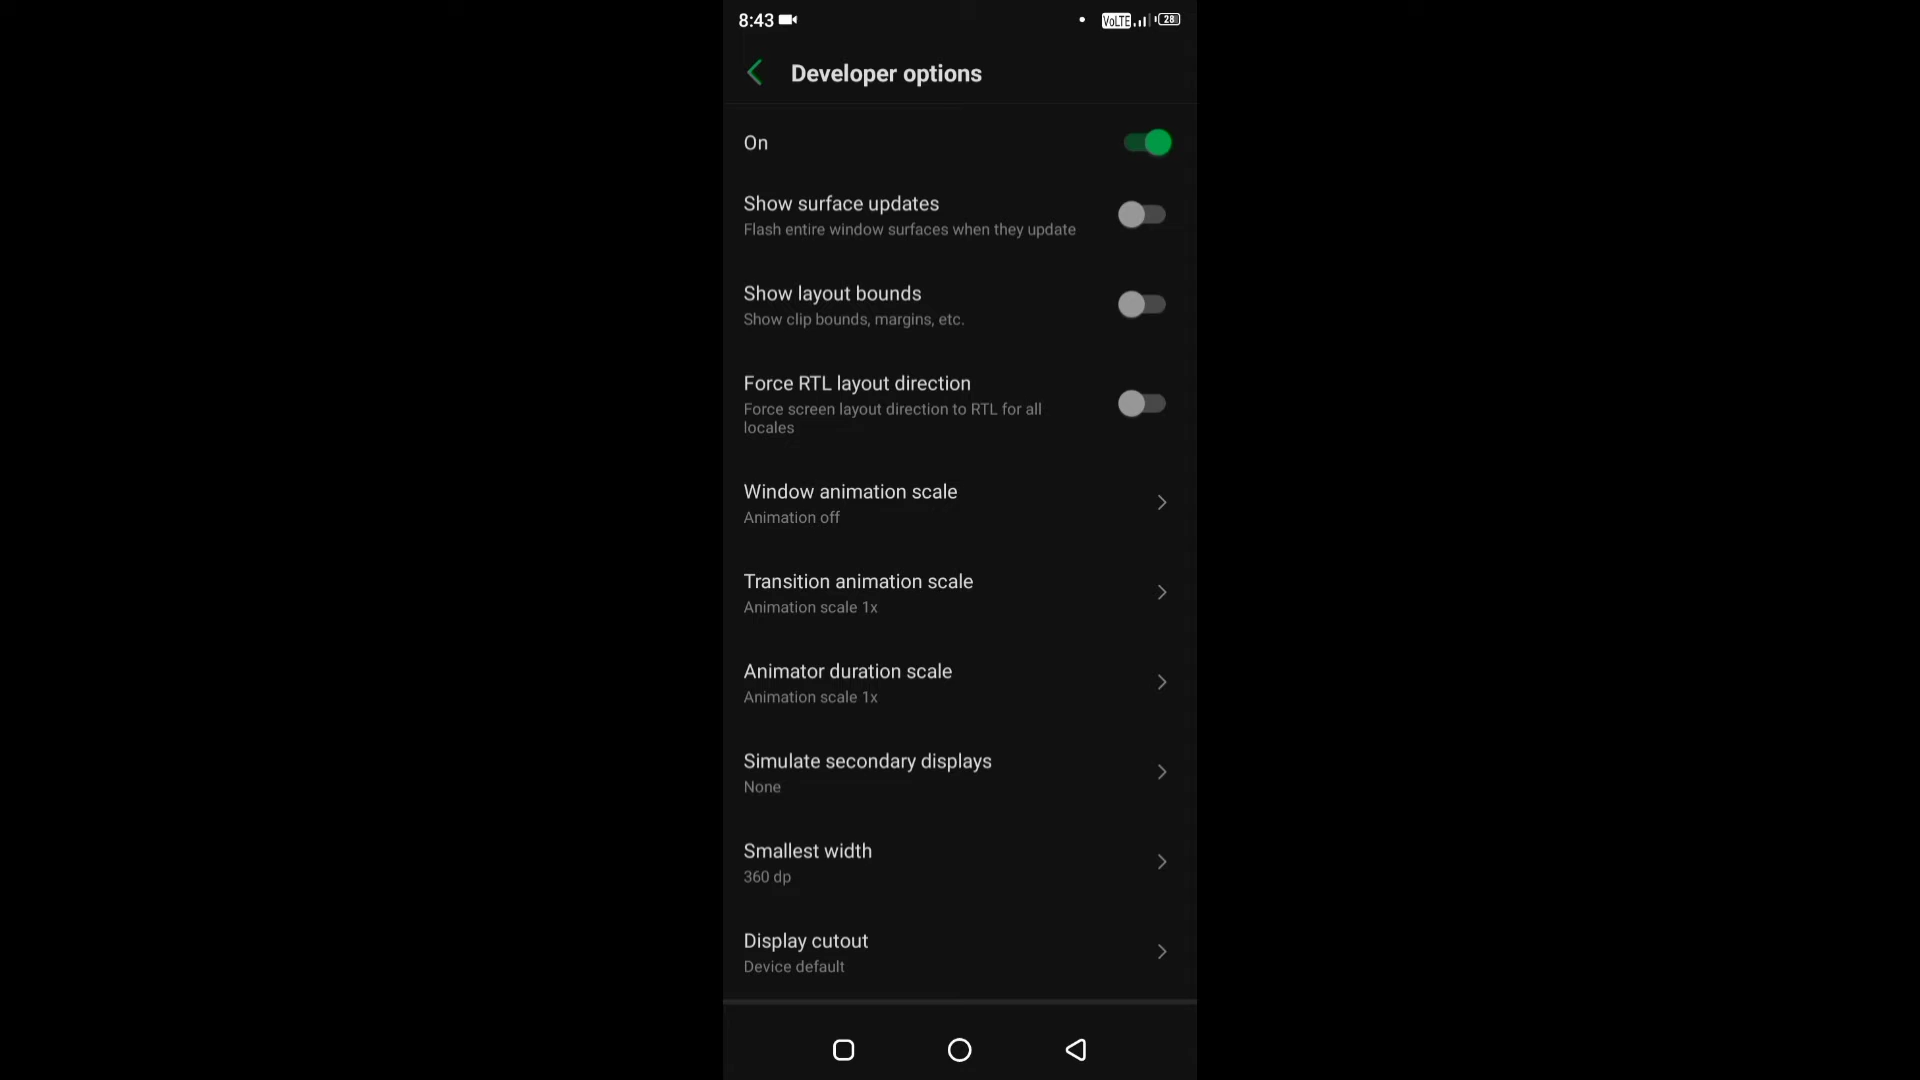 8:43 VoLTE 28
Developer options
On
Show surface updates
Flash entire window surfaces when they update
Show layout bounds
Show clip bounds, margins, etc.
Force RTL layout direction
Force screen layout direction to RTL for all
locales
Window animation scale
Animation off
Transition animation scale
Animation scale 1x
Animator duration scale
Animation scale 1x
Simulate secondary displays
None
Smallest width
360 dp
Display cutout
Device default